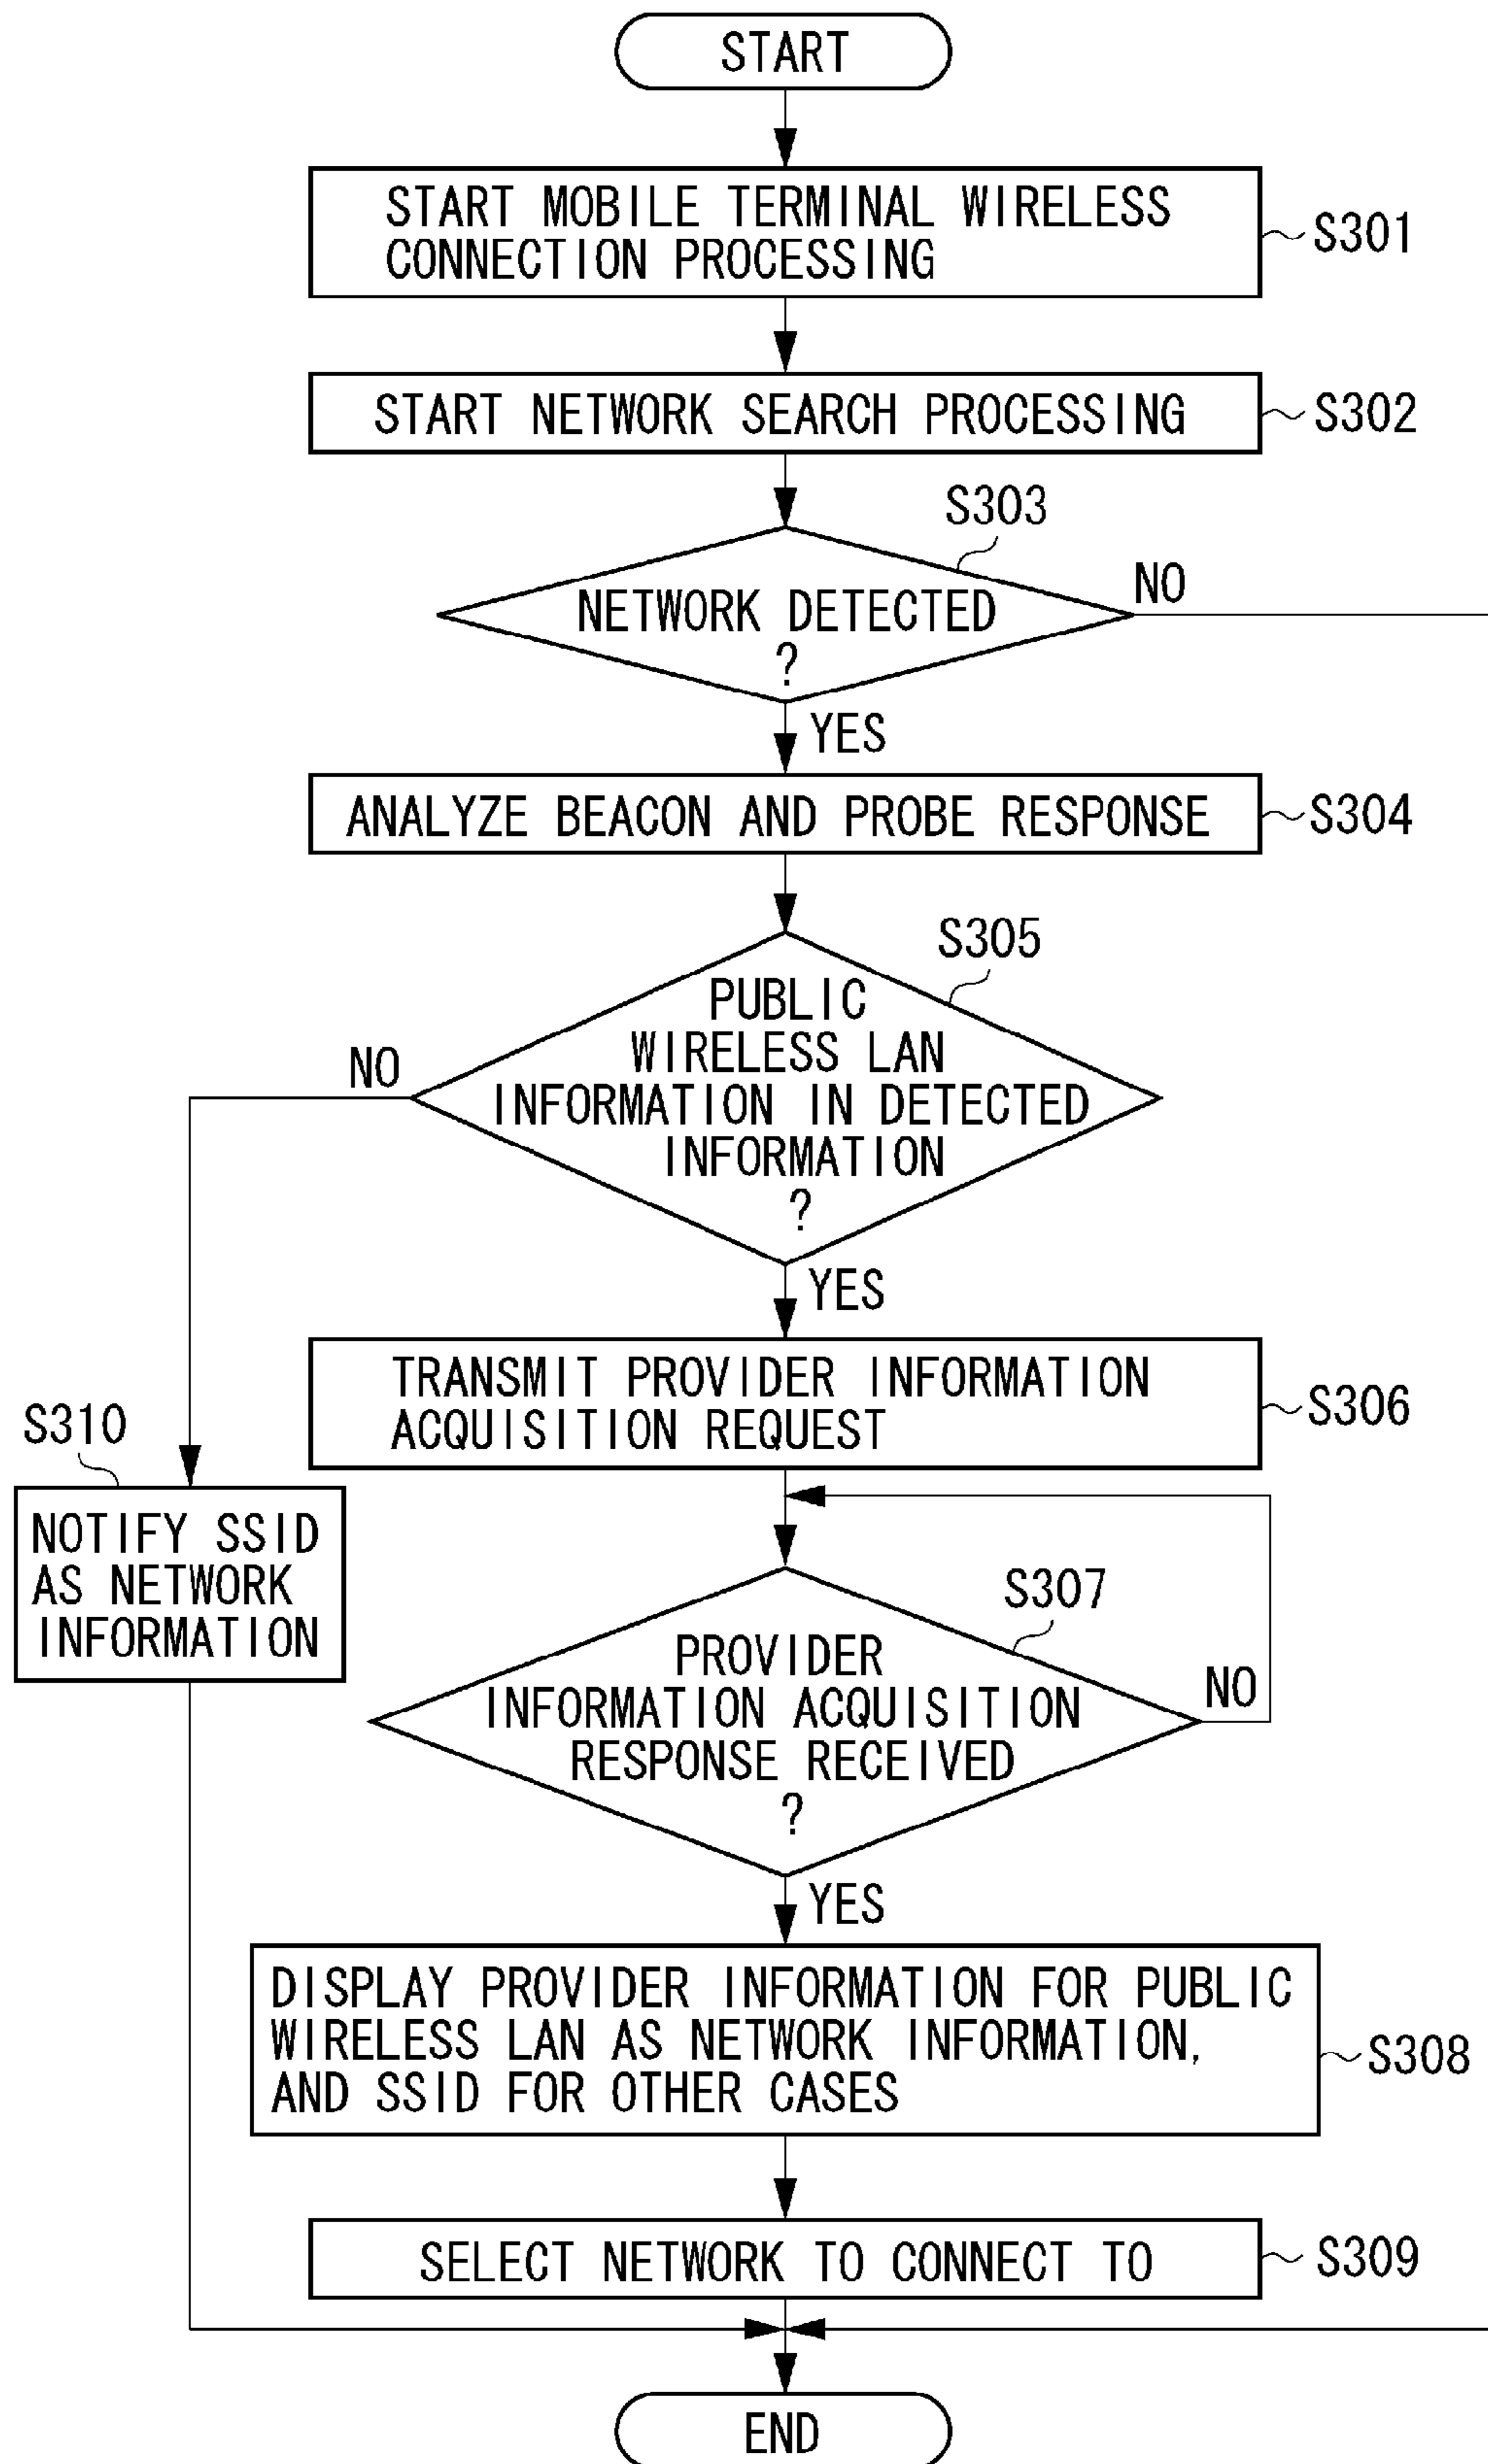 START
START MOBILE TERMINAL WIRELESS
CONNECTION PROCESSING
S301
START NETWORK SEARCH PROCESSING
S302
S303
NETWORK DETECTED
?
NO
YES
ANALYZE BEACON AND PROBE RESPONSE
S304
S305
PUBLIC
WIRELESS LAN
INFORMATION IN DETECTED
INFORMATION
?
NO
YES
TRANSMIT PROVIDER INFORMATION
ACQUISITION REQUEST
S306
S310
NOTIFY SSID
AS NETWORK
INFORMATION
S307
PROVIDER
INFORMATION ACQUISITION
RESPONSE RECEIVED
?
NO
YES
DISPLAY PROVIDER INFORMATION FOR PUBLIC
WIRELESS LAN AS NETWORK INFORMATION,
AND SSID FOR OTHER CASES
S308
SELECT NETWORK TO CONNECT TO
S309
END